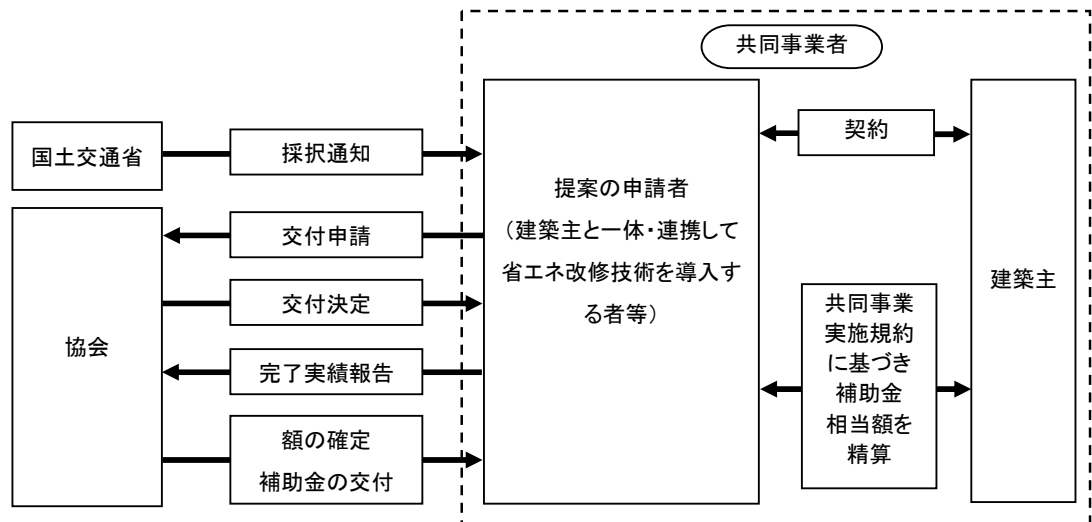 共同事業者
国土交通省
採択通知
協会
交付申請
交付決定
完了実績報告
額の確定
補助金の交付
提案の申請者
（建築主と一体・連携して
省エネ改修技術を導入す
る者等）
契約
共同事業
実施規約
に基づき
補助金
相当額を
精算
建築主